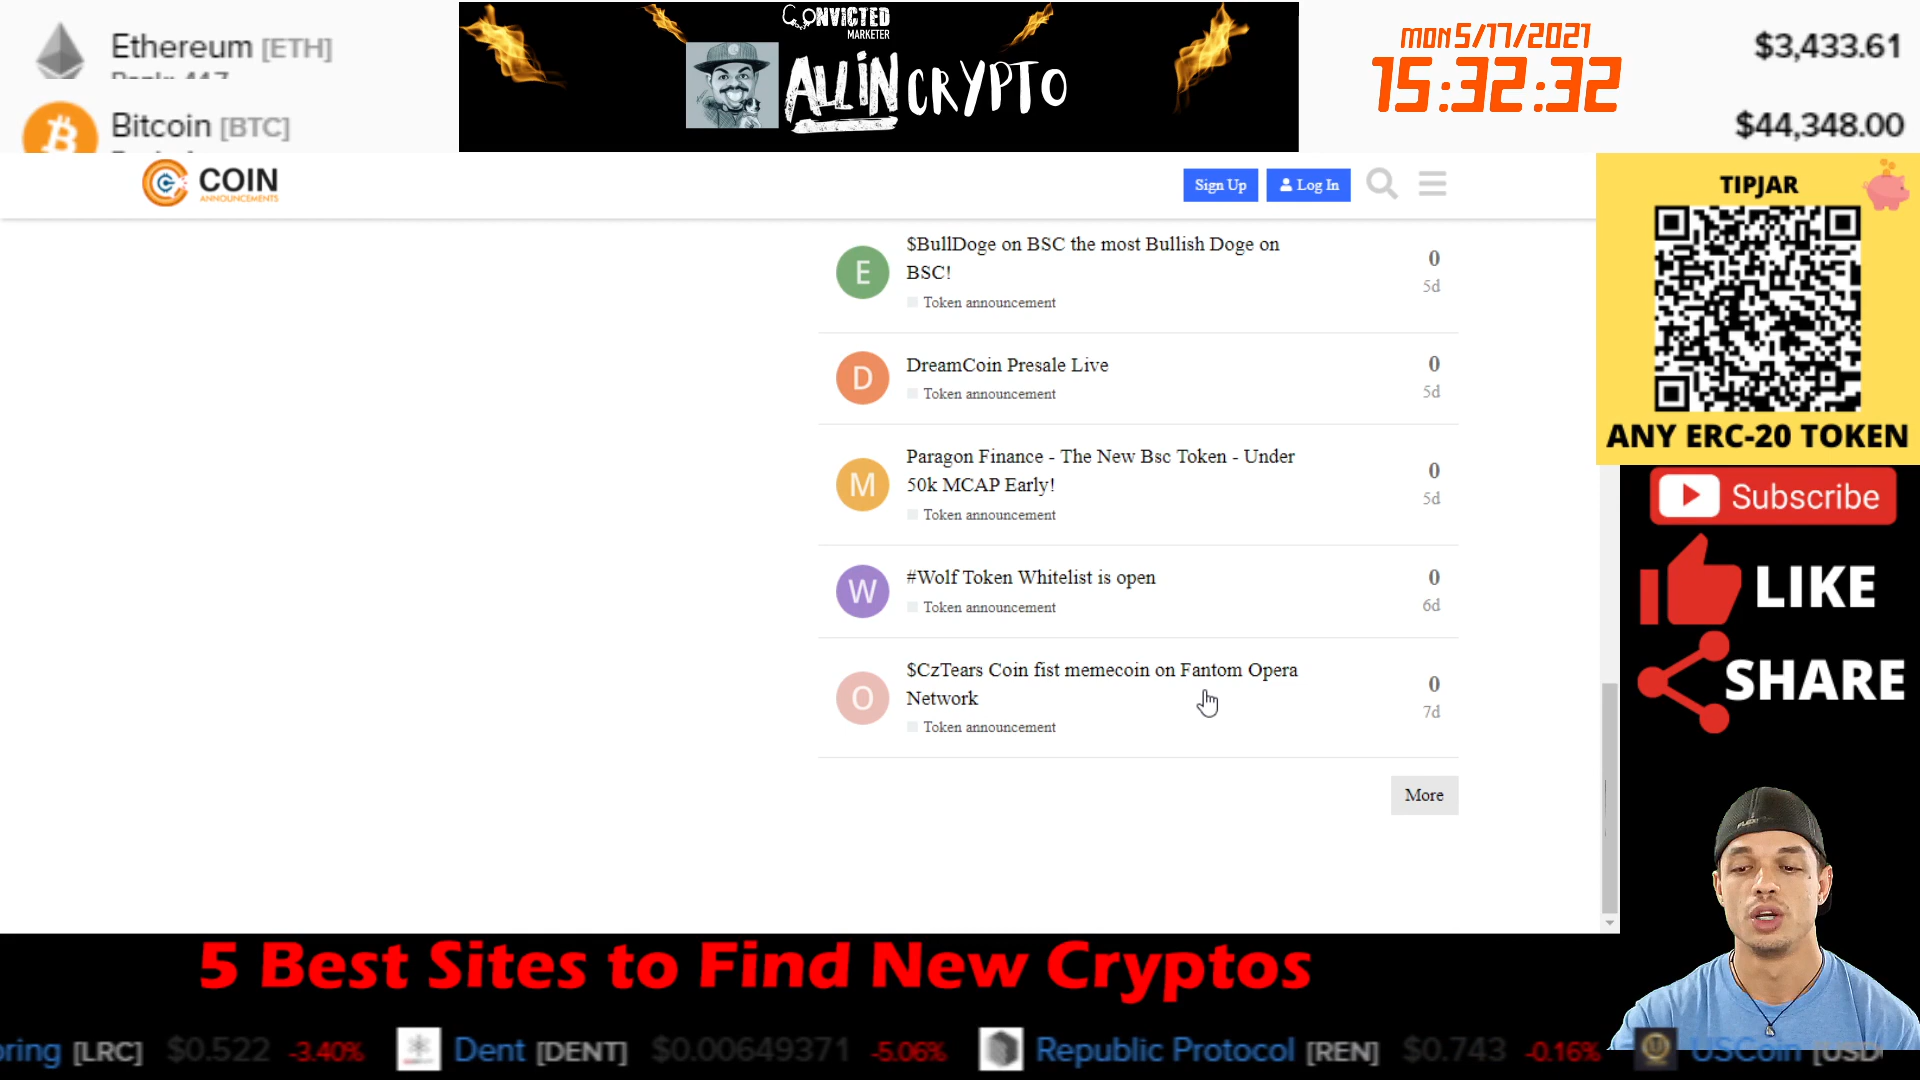 Ethereum [ETH]
Bitcoin [BTC]
CONVICTED
MARKETER
ALLiN CRYPTO
MON 5/17/2021
15:32:32
$3,433.61
$44,348.00
COIN
ANNOUNCEMENTS
Sign Up
Log In
TIPJAR
ANY ERC-20 TOKEN
E
$BullDoge on BSC the most Bullish Doge on
BSC!
0
5d
Token announcement
D
DreamCoin Presale Live
0
5d
Token announcement
M
Paragon Finance - The New Bsc Token - Under
50k MCAP Early!
0
5d
Token announcement
W
#Wolf Token Whitelist is open
0
6d
Token announcement
O
$CzTears Coin fist memecoin on Fantom Opera
Network
0
7d
Token announcement
More
Subscribe
LIKE
SHARE
5 Best Sites to Find New Cryptos
oring [LRC] $0.522 -3.40% Dent [DENT] $0.00649371 -5.06% Republic Protocol [REN] $0.743 -0.16% USCoin [USD